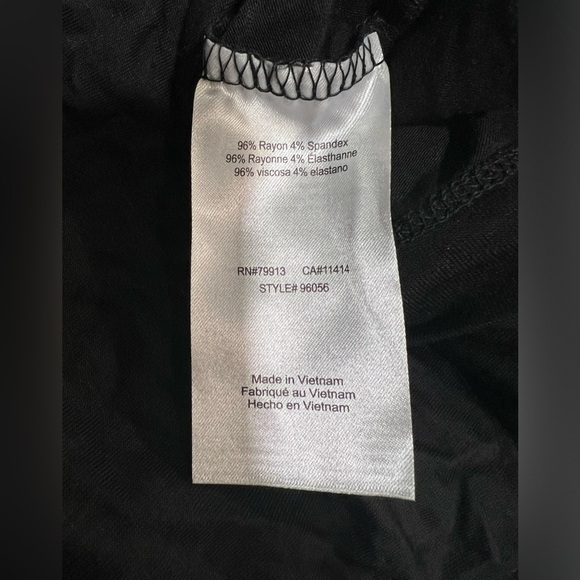 96% Rayon 4% Spandex
96% Rayonne 4% Élasthanne
96% viscosa 4% elastano
RN#79913 CA#11414
STYLE# 96056
Made in Vietnam
Fabriqué au Vietnam
Hecho en Vietnam